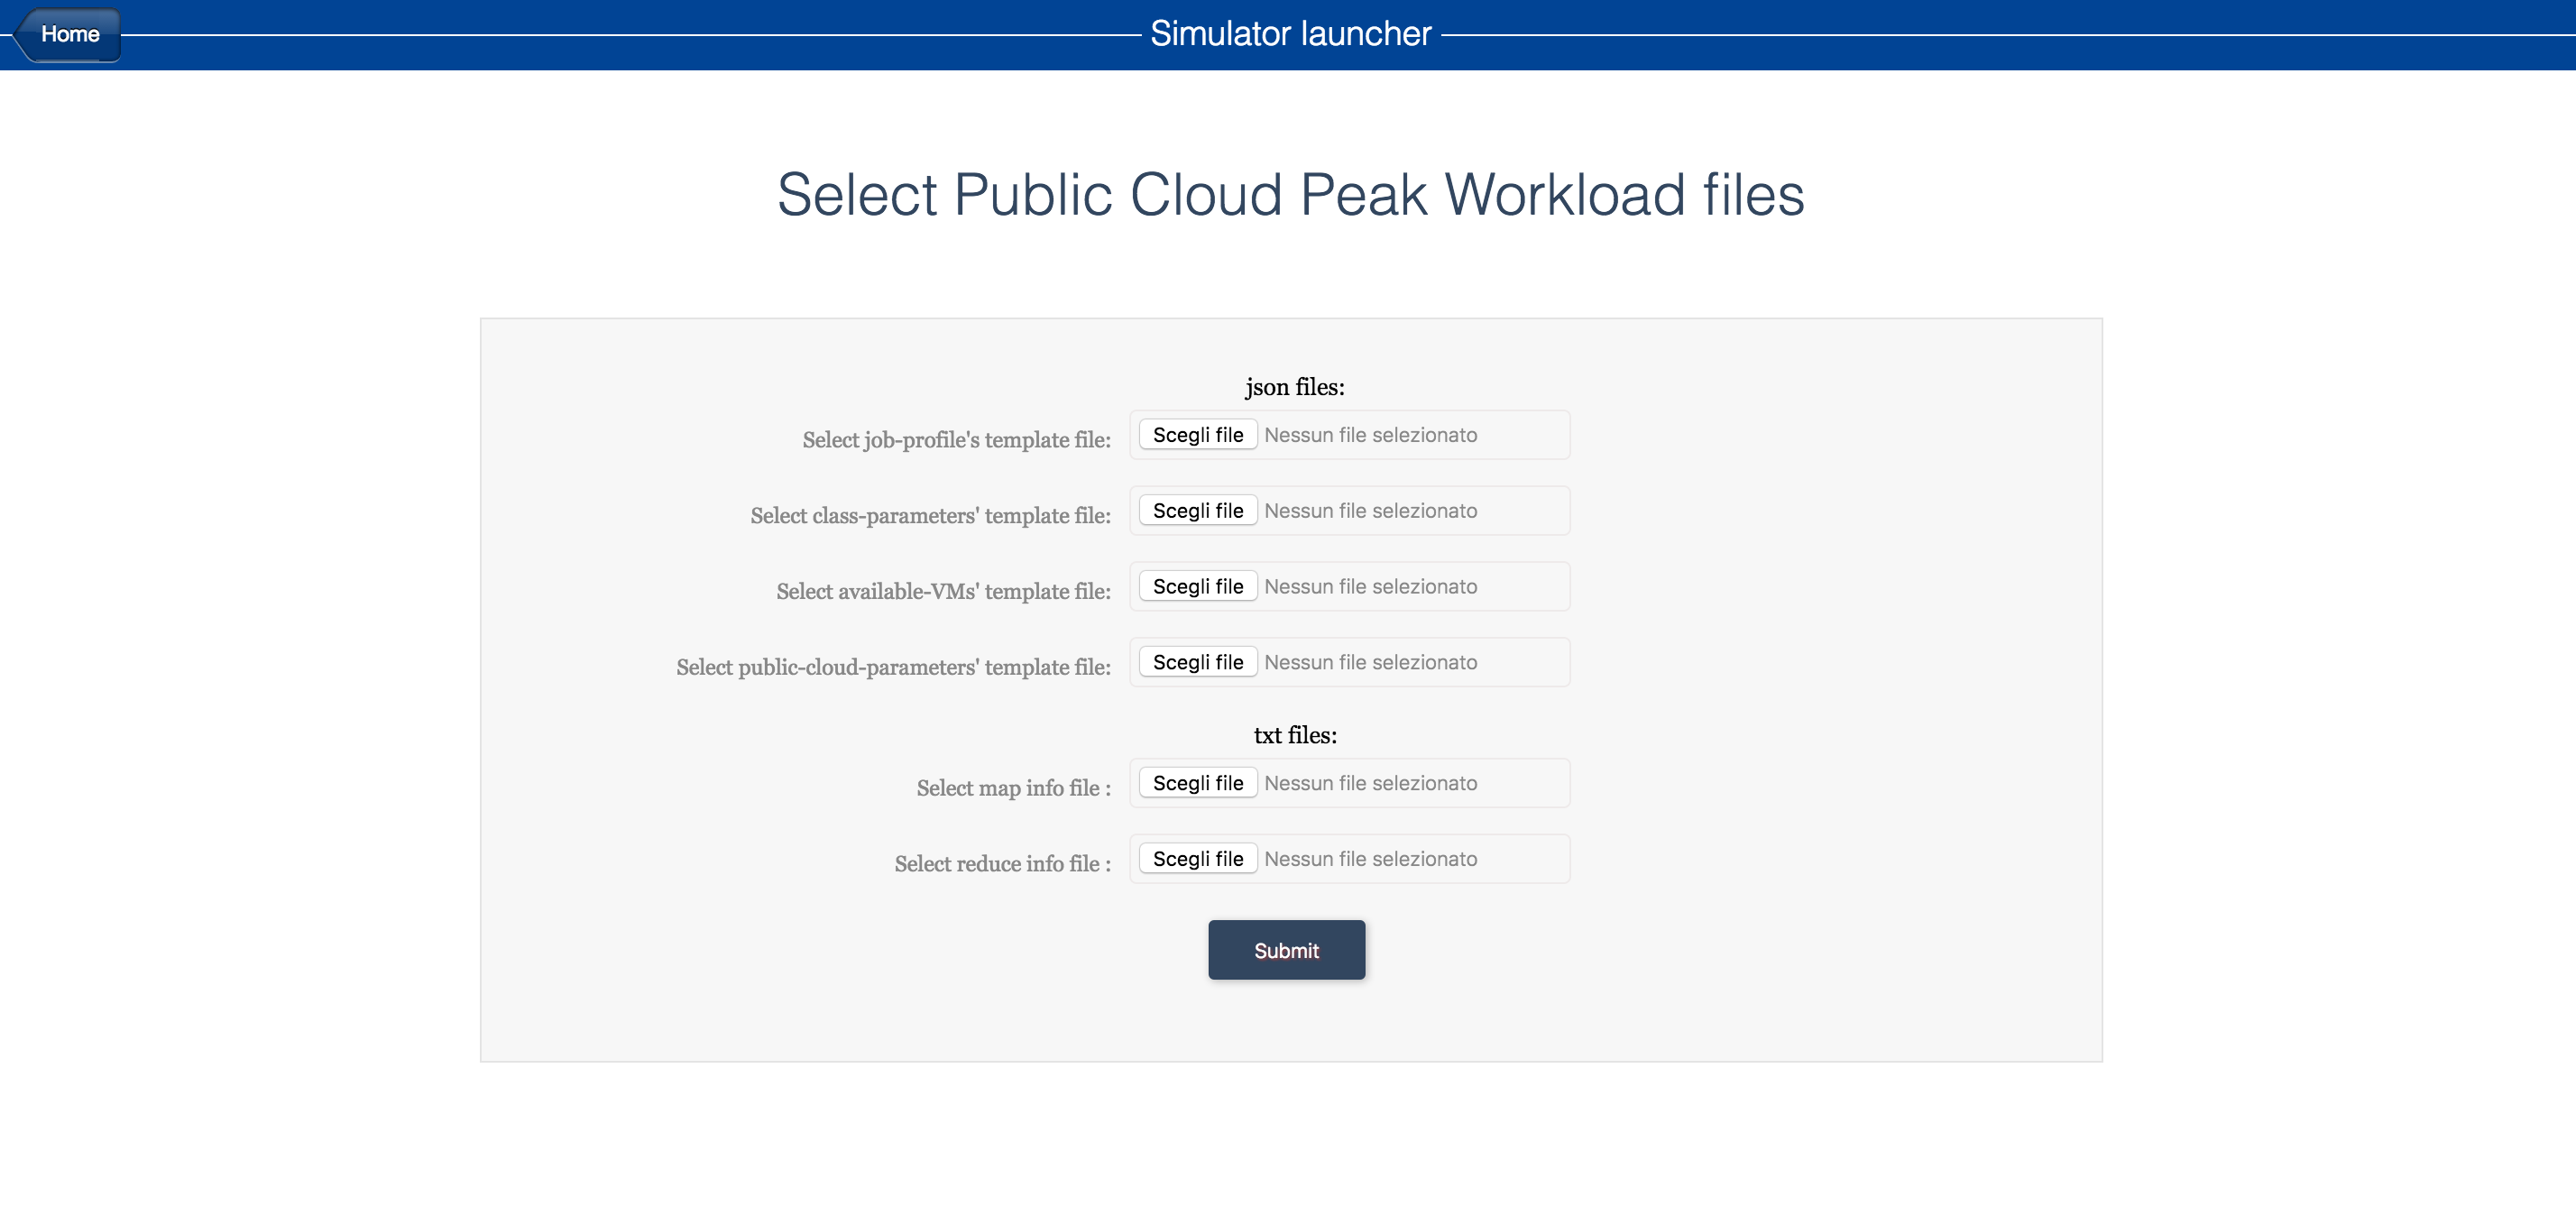 Home
Simulator launcher
Select Public Cloud Peak Workload files
json files:
Select job-profile's template file: Scegli file Nessun file selezionato
Select class-parameters' template file: Scegli file Nessun file selezionato
Select available-VMs' template file: Scegli file Nessun file selezionato
Select public-cloud-parameters' template file: Scegli file Nessun file selezionato
txt files:
Select map info file : Scegli file Nessun file selezionato
Select reduce info file : Scegli file Nessun file selezionato
Submit